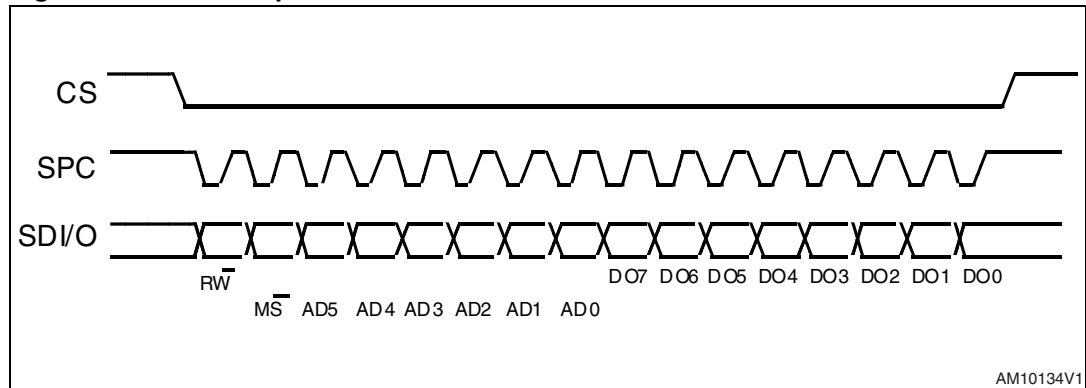 CS
SPC
SDI/O
RW
DO7 DO6 DO5 DO4 DO3 DO2 DO1 DO0
MS AD5 AD4 AD3 AD2 AD1 AD0
AM10134V1